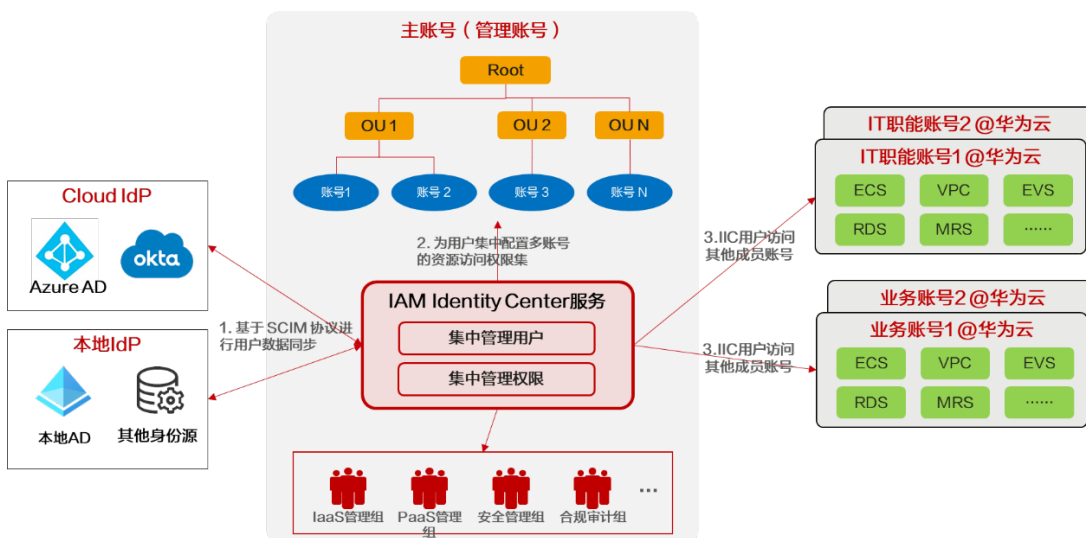 主账号（管理账号）
Root
OU 1
OU 2
OU N
账号1
账号 2
账号 3
账号 N
Cloud IdP
okta
Azure AD
本地IdP
本地AD
其他身份源
1. 基于 SCIM 协议进
行用户数据同步
2. 为用户集中配置多账号
的资源访问权限集
IAM Identity Center服务
集中管理用户
集中管理权限
IaaS管理组
PaaS管理
组
安全管理组
合规审计组
...
3.IIC用户访问
其他成员账号
IT职能账号2 @华为云
IT职能账号1@华为云
ECS
VPC
EVS
RDS
MRS
……
3.IIC用户访问
其他成员账号
业务账号2 @华为云
业务账号1@华为云
ECS
VPC
EVS
RDS
MRS
……